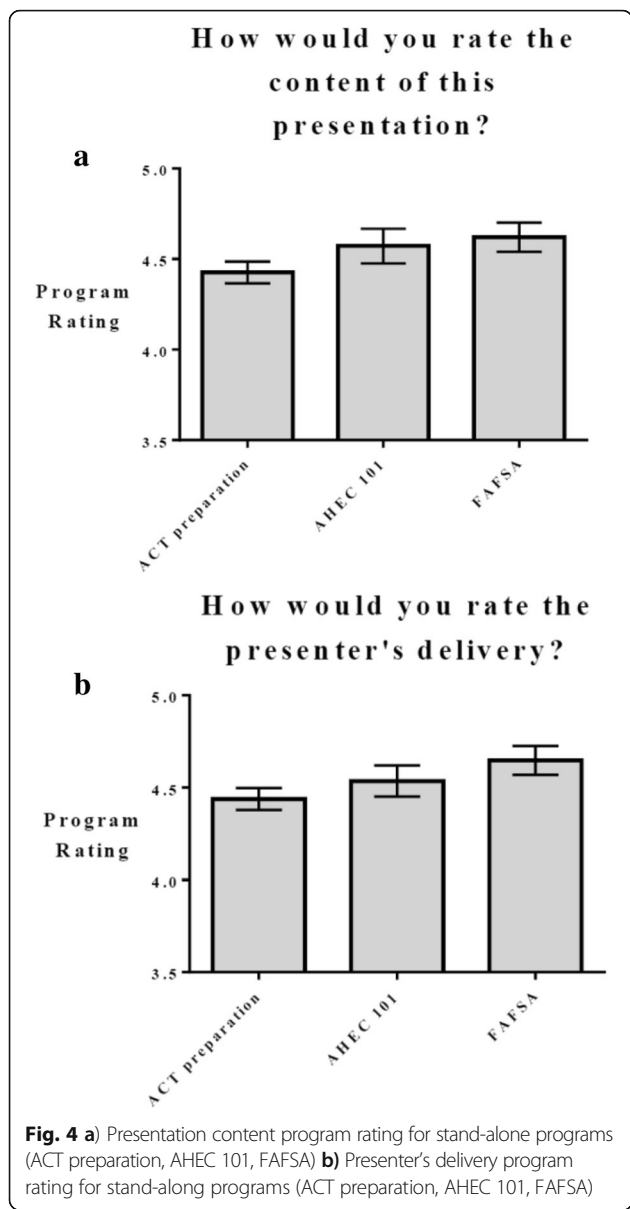 How would you rate the
content of this
presentation?
a
5.0
4.5
Program
Rating
4.0
3.5
ACT preparation
AHEC 101
FAFSA
How would you rate the
presenter's delivery?
b
5.0
4.5
Program
Rating
4.0
3.5
ACT preparation
AHEC 101
FAFSA
Fig. 4 a) Presentation content program rating for stand-alone programs
(ACT preparation, AHEC 101, FAFSA) b) Presenter's delivery program
rating for stand-along programs (ACT preparation, AHEC 101, FAFSA)